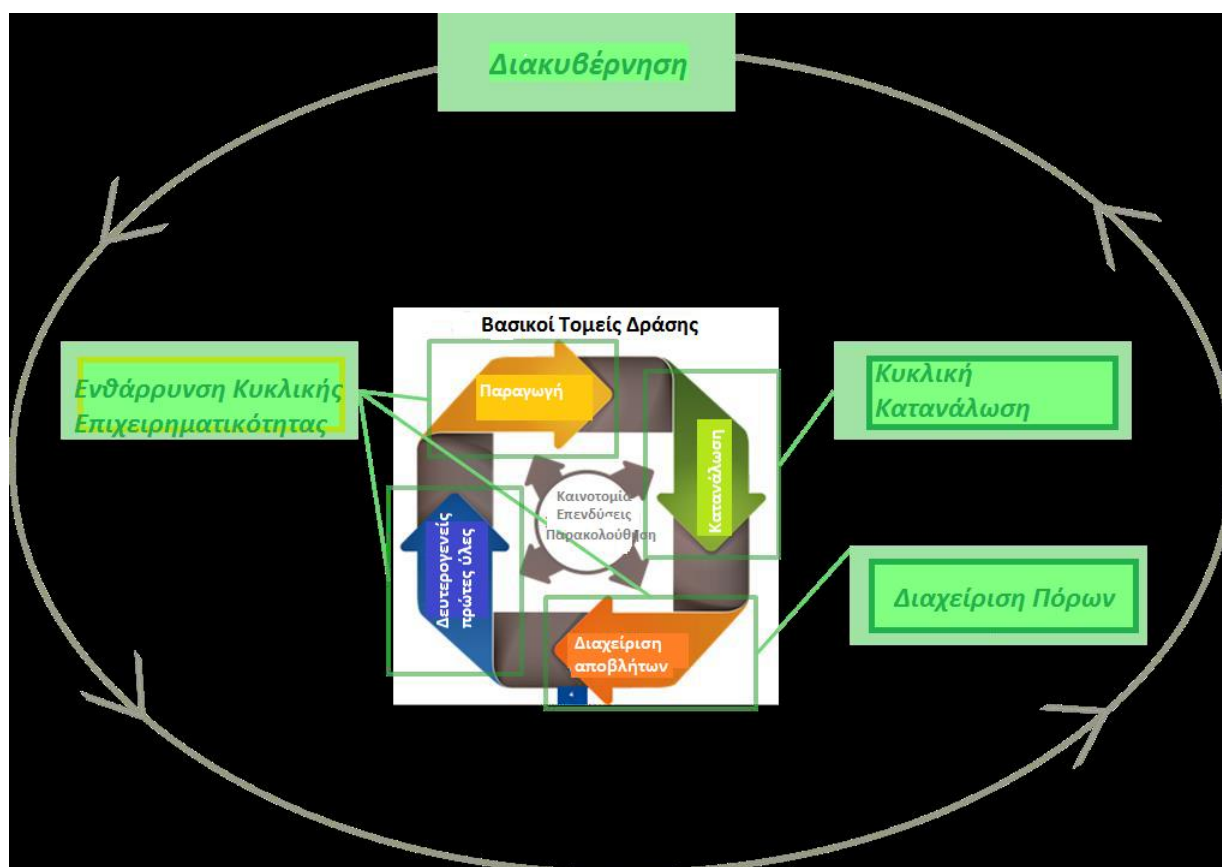 Διακυβέρνηση
Βασικοί Τομείς Δράσης
Ενθάρρυνση Κυκλικής
Επιχειρηματικότητας
Παραγωγή
Κατανάλωση
Κυκλική
Κατανάλωση
Καινοτομία
Επενδύσεις
Παρακολούθηση
Δευτερογενείς
πρώτες ύλες
Διαχείριση
αποβλήτων
Διαχείριση Πόρων